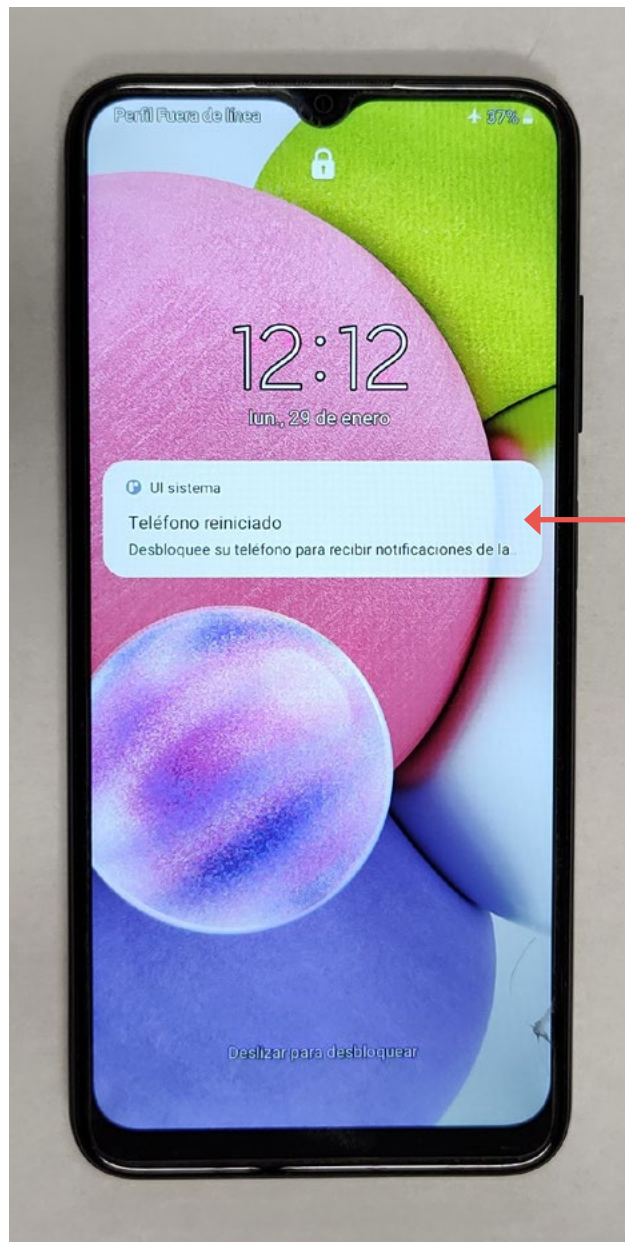 Perfil Fuera de línea
37%
12:12
lun., 29 de enero
UI sistema
Teléfono reiniciado
Desbloquee su teléfono para recibir notificaciones de la..
Deslizar para desbloquear